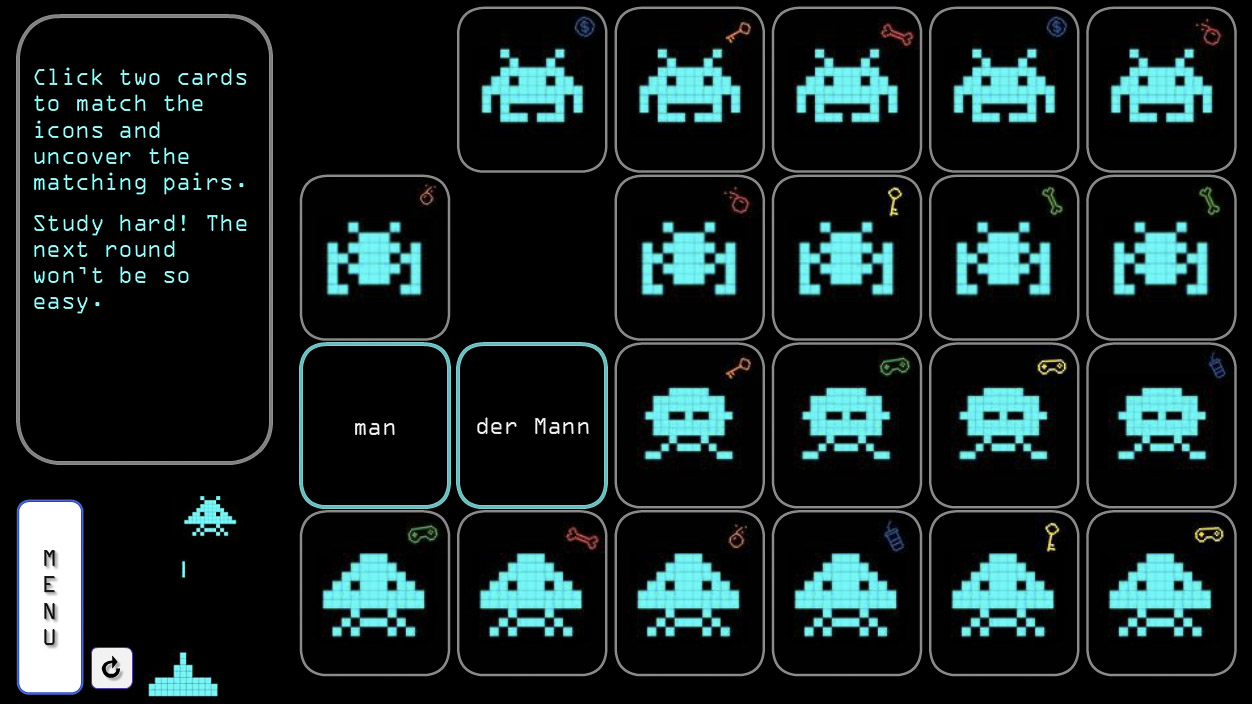 Click two cards
to match the
icons and
uncover the
matching pairs.
Study hard! The
next round
won't be so
easy.
man
der Mann
MENU